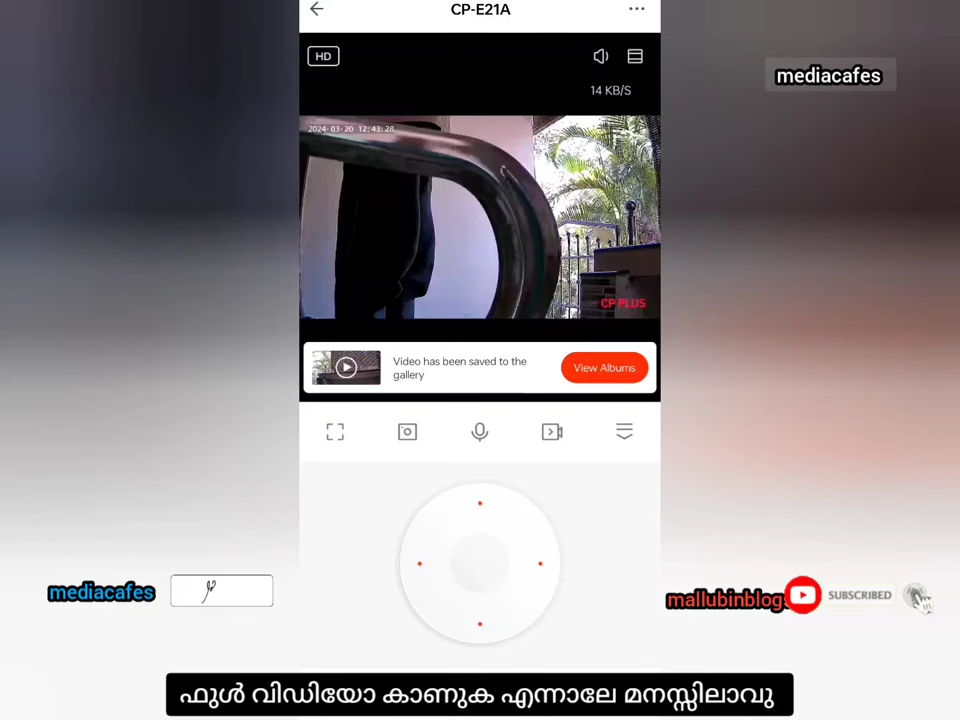 CP-E21A
HD
mediacafes
14 KB/S
2024-03-20 12:43:28
CP PLUS
Video has been saved to the
gallery
View Albums
mediacafes
mallubinblogs
SUBSCRIBED
ഫുൾ വിഡിയോ കാണുക എന്നാലേ മനസ്സിലാവു